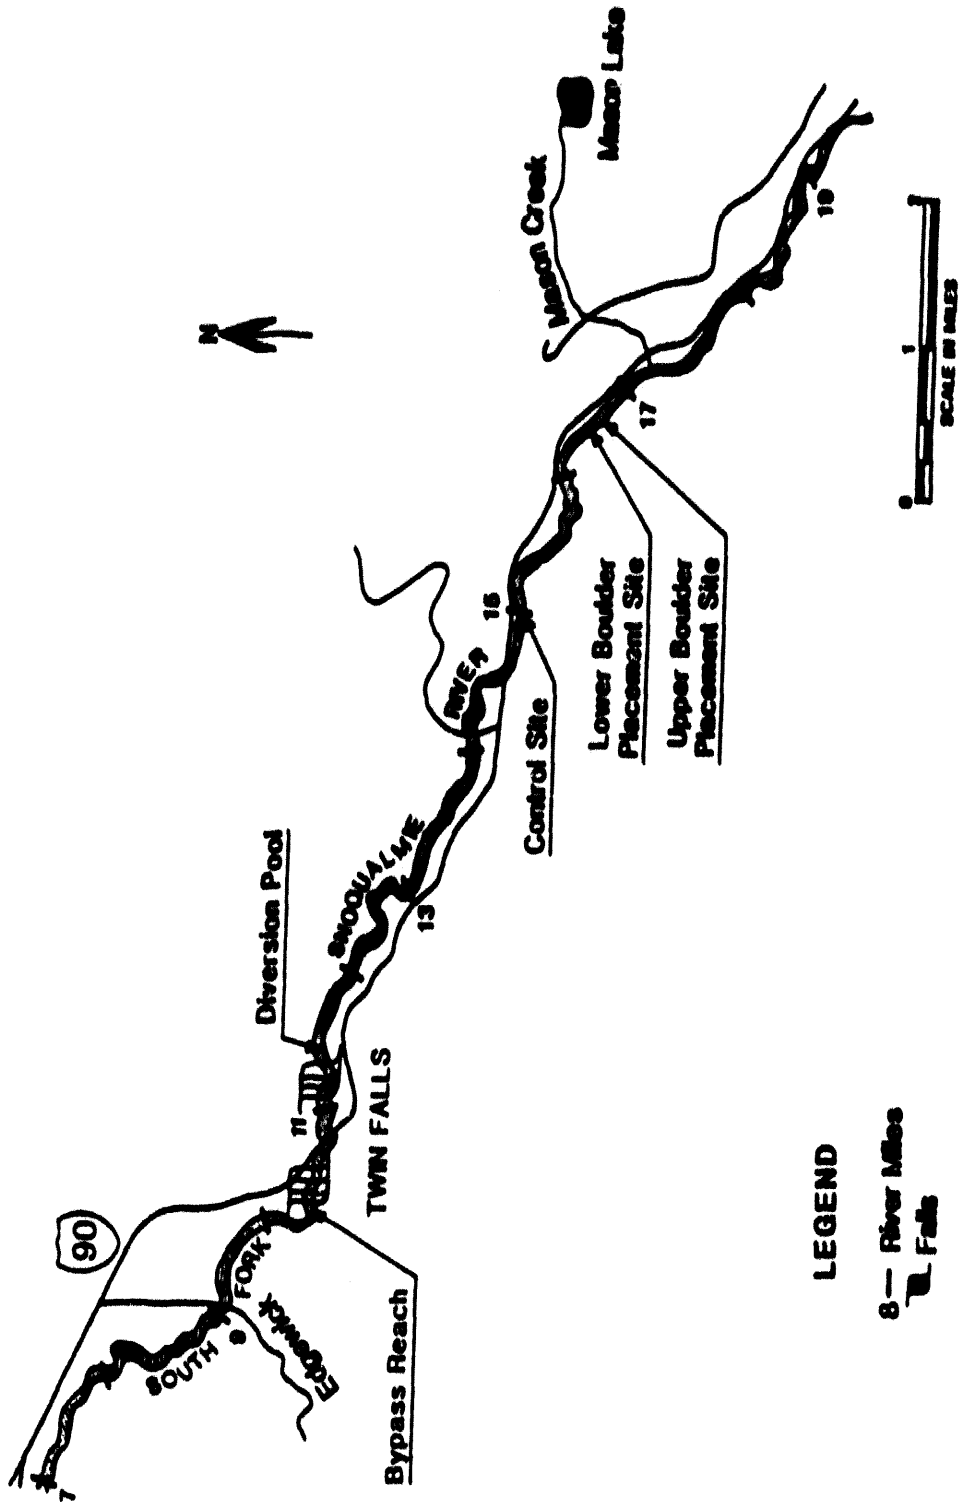 N
90
7
SOUTH
9
FORK
Edgewick
Bypass Reach
11
TWIN FALLS
Diversion Pool
SNOQUALMIE
13
RIVER
15
Control Site
Lower Boulder
Placement Site
Upper Boulder
Placement Site
17
Mason Creek
Mason Lake
19
LEGEND
8— River Miles
Falls
0
1
SCALE IN MILES